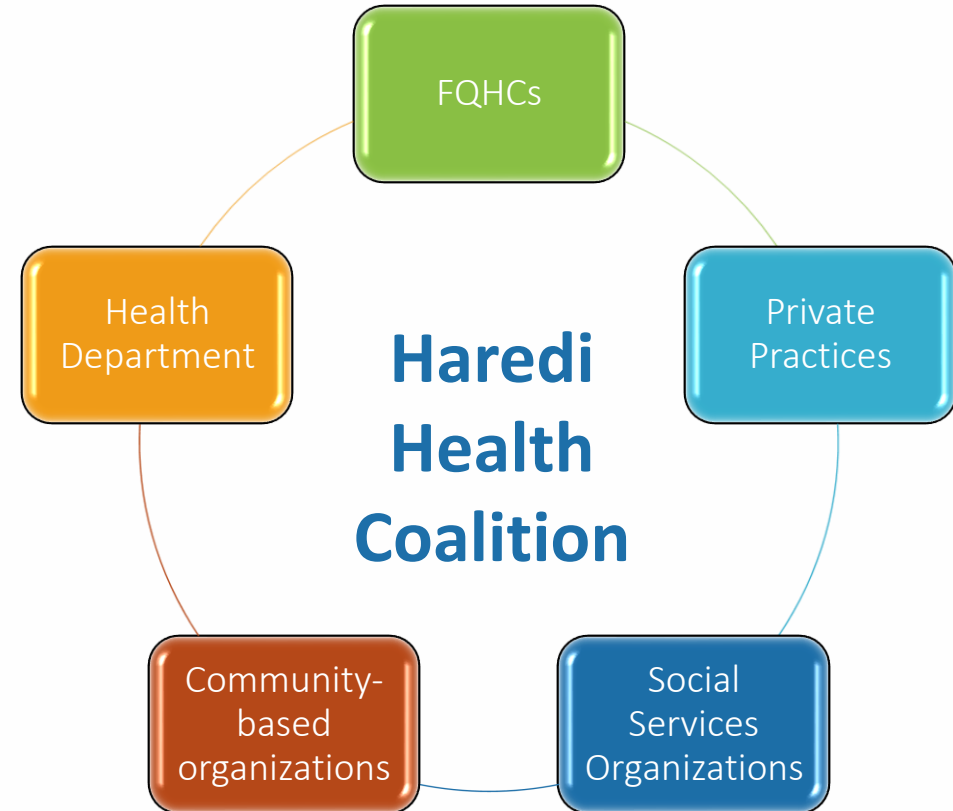 FQHCs
Health
Department
Private
Practices
Haredi
Health
Coalition
Community-
based
organizations
Social
Services
Organizations